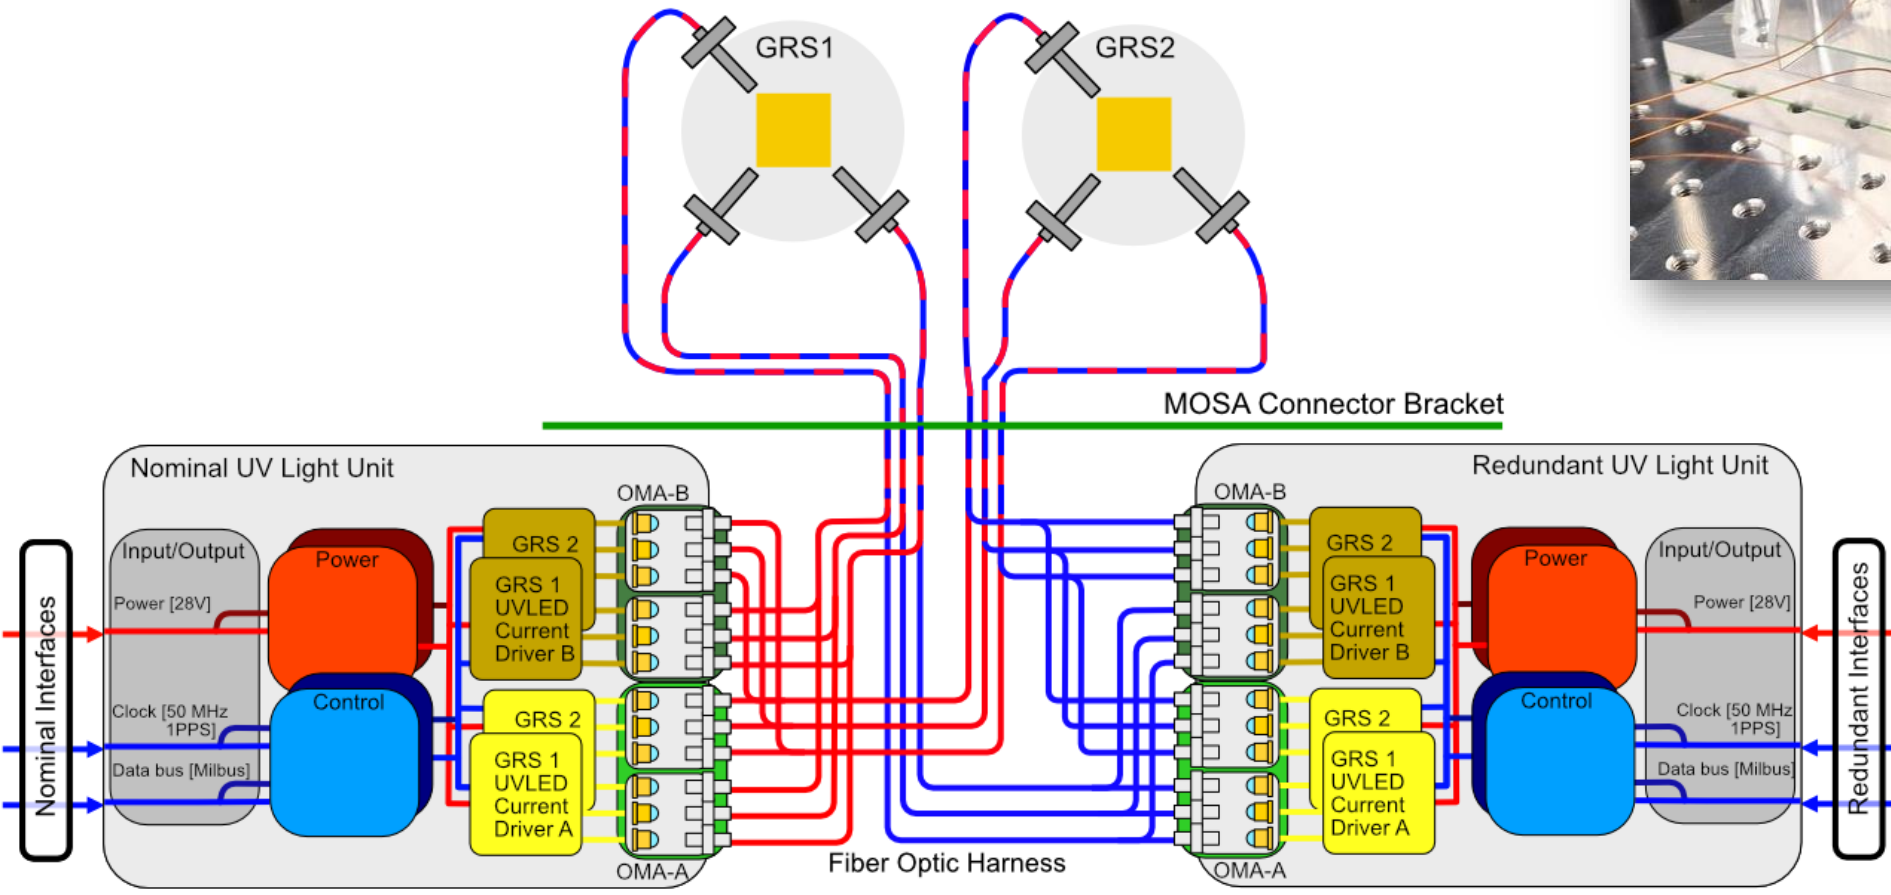 GRS1
GRS2
MOSA Connector Bracket
Nominal UV Light Unit
Redundant UV Light Unit
OMA-B
OMA-B
Nominal Interfaces
Input/Output
Power [28V]
Clock [50 MHz
1PPS]
Data bus [Milbus]
Power
Control
GRS 2
GRS 1
UVLED
Current
Driver B
GRS 2
GRS 1
UVLED
Current
Driver A
OMA-A
Fiber Optic Harness
OMA-A
GRS 2
GRS 1
UVLED
Current
Driver B
GRS 2
GRS 1
UVLED
Current
Driver A
Power
Control
Input/Output
Power [28V]
Clock [50 MHz
1PPS]
Data bus [Milbus]
Redundant Interfaces